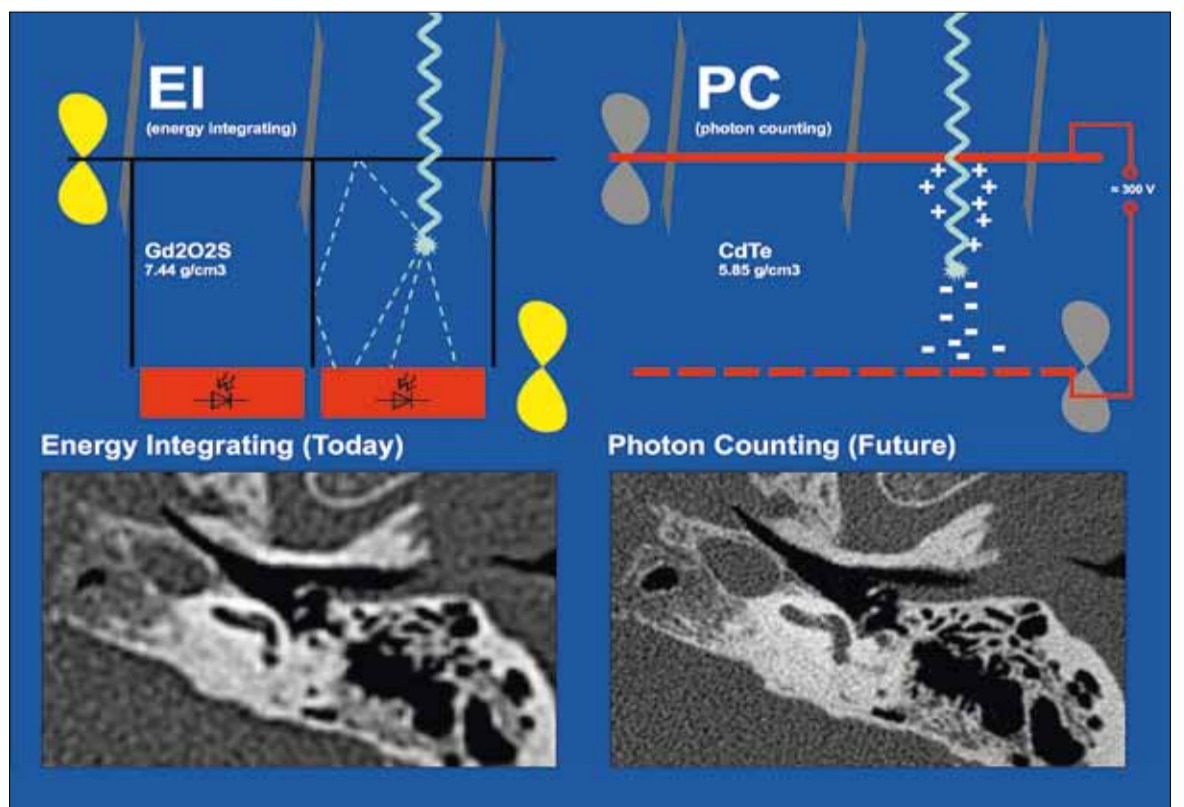 EI
(energy integrating)
PC
(photon counting)
≈ 300 V
Gd2O2S
7.44 g/cm3
CdTe
5.85 g/cm3
Energy Integrating (Today)
Photon Counting (Future)